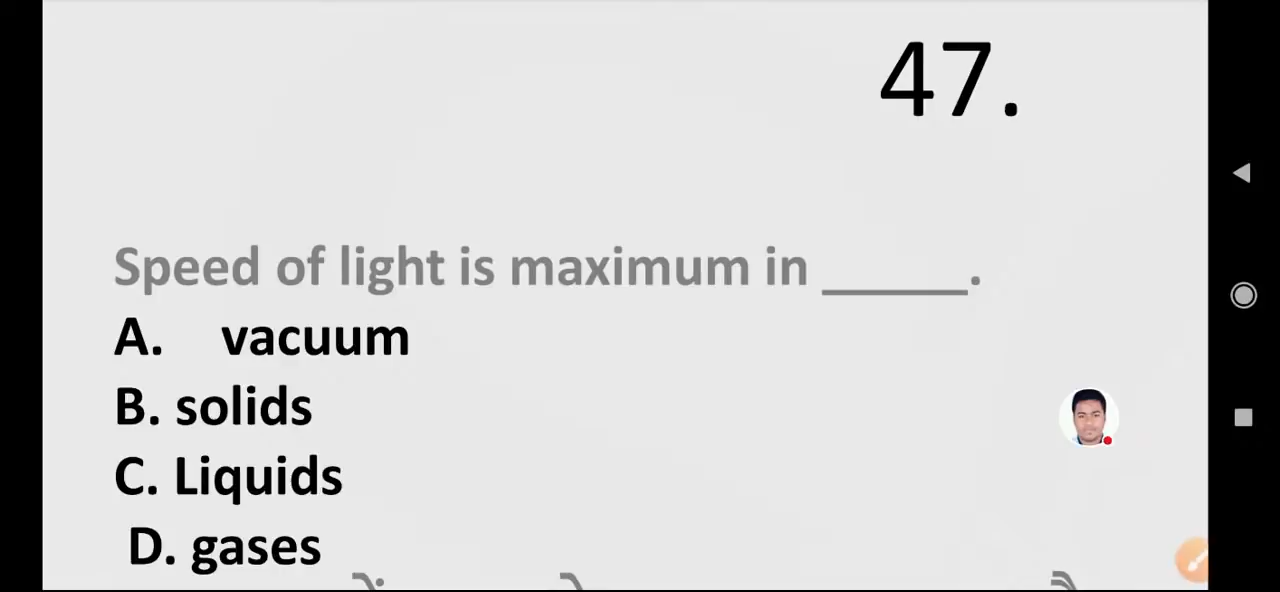 47.
Speed of light is maximum in ______.
A. vacuum
B. solids
C. Liquids
D. gases